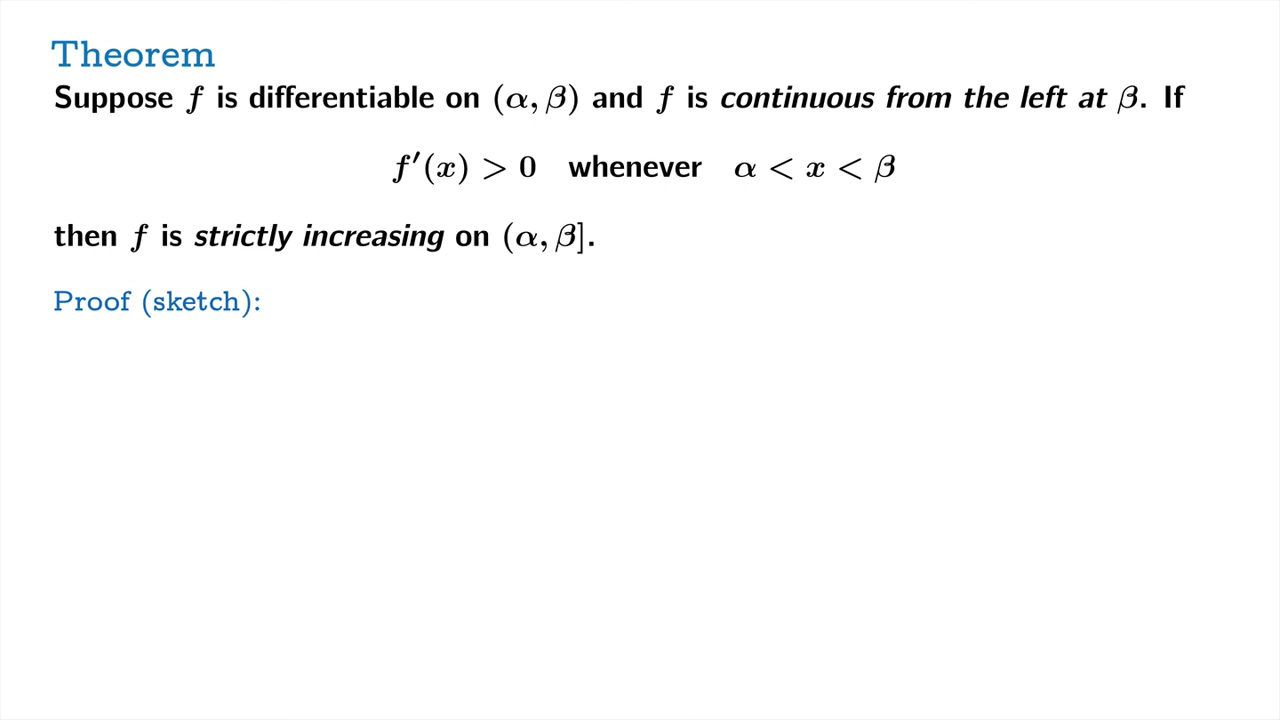 Theorem
Suppose f is differentiable on (α, β) and f is continuous from the left at β. If
f′(x) > 0 whenever α < x < β
then f is strictly increasing on (α, β].
Proof (sketch):